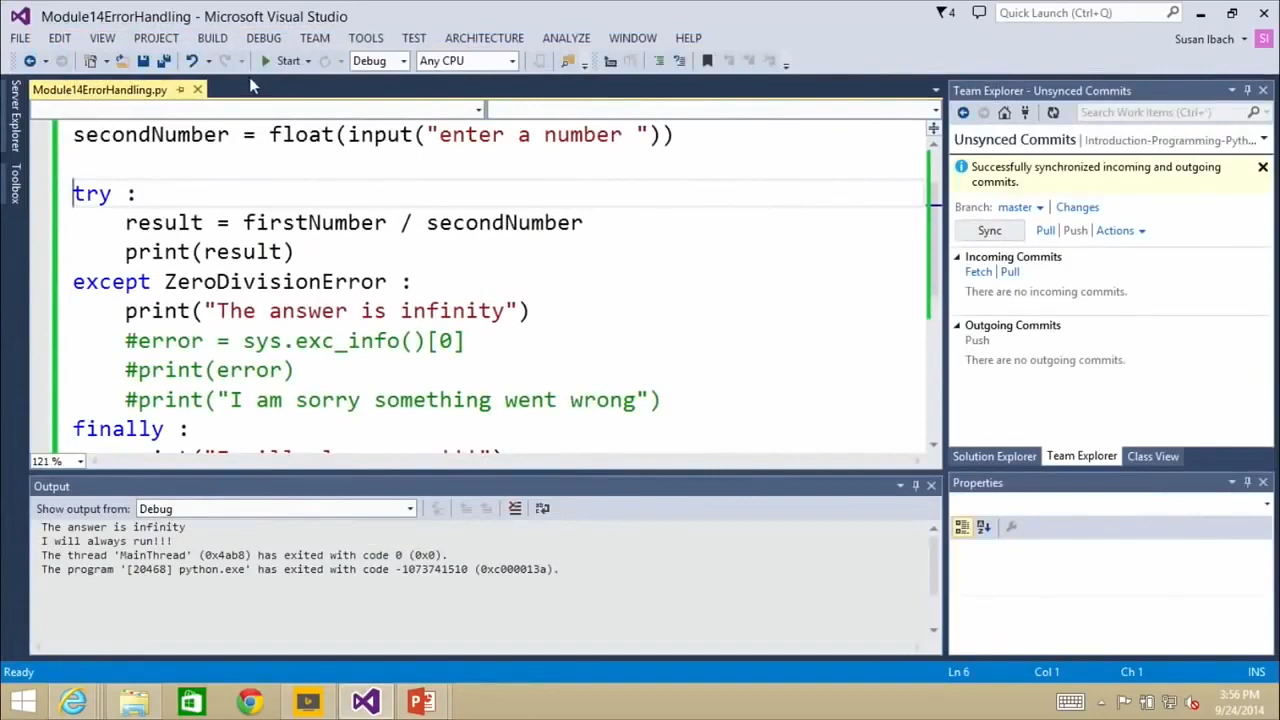 Module14ErrorHandling - Microsoft Visual Studio
4
Quick Launch (Ctrl+Q)
FILE EDIT VIEW PROJECT BUILD DEBUG TEAM TOOLS TEST ARCHITECTURE ANALYZE WINDOW HELP
Susan Ibach
SI
Start
Debug
Any CPU
Server Explorer
Toolbox
Module14ErrorHandling.py
secondNumber = float(input("enter a number "))
try :
result = firstNumber / secondNumber
print(result)
except ZeroDivisionError :
print("The answer is infinity")
#error = sys.exc_info()[0]
#print(error)
#print("I am sorry something went wrong")
finally :
121 %
Output
Show output from: Debug
The answer is infinity
I will always run!!!
The thread 'MainThread' (0x4ab8) has exited with code 0 (0x0).
The program '[20468] python.exe' has exited with code -1073741510 (0xc000013a).
Team Explorer - Unsynced Commits
Search Work Items (Ctrl+')
Unsynced Commits | Introduction-Programming-Pyth...
Successfully synchronized incoming and outgoing
commits.
Branch: master Changes
Sync Pull | Push | Actions
Incoming Commits
Fetch | Pull
There are no incoming commits.
Outgoing Commits
Push
There are no outgoing commits.
Solution Explorer Team Explorer Class View
Properties
Ready
Ln 6 Col 1 Ch 1 INS
3:56 PM
9/24/2014